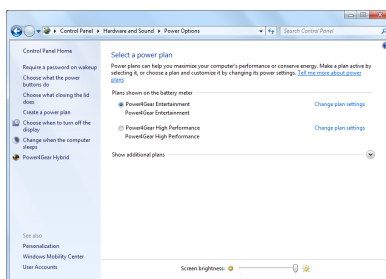 Control Panel ▸ Hardware and Sound ▸ Power Options
Search Control Panel
Control Panel Home
Require a password on wakeup
Choose what the power
buttons do
Choose what closing the lid
does
Create a power plan
Choose when to turn off the
display
Change when the computer
sleeps
Power4Gear Hybrid
See also
Personalization
Windows Mobility Center
User Accounts
Select a power plan
Power plans can help you maximize your computer's performance or conserve energy. Make a plan active by
selecting it, or choose a plan and customize it by changing its power settings. Tell me more about power
plans
Plans shown on the battery meter
Power4Gear Entertainment Change plan settings
Power4Gear Entertainment
Power4Gear High Performance Change plan settings
Power4Gear High Performance
Show additional plans
Screen brightness: